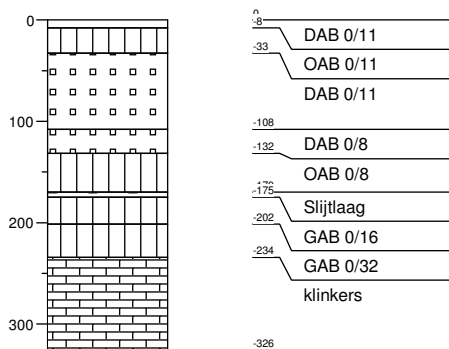 0
100
200
300
-8
-33
-108
-132
-175
-202
-234
-326
DAB 0/11
OAB 0/11
DAB 0/11
DAB 0/8
OAB 0/8
Slijtlaag
GAB 0/16
GAB 0/32
klinkers